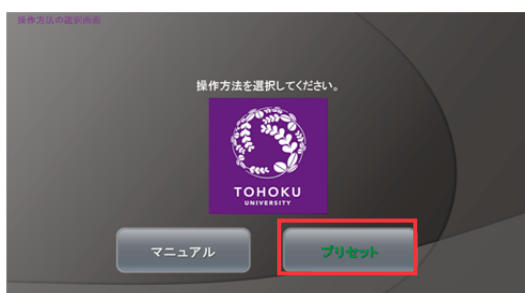 操作方法の選択画面
操作方法を選択してください。
TOHOKU
UNIVERSITY
マニュアル
プリセット